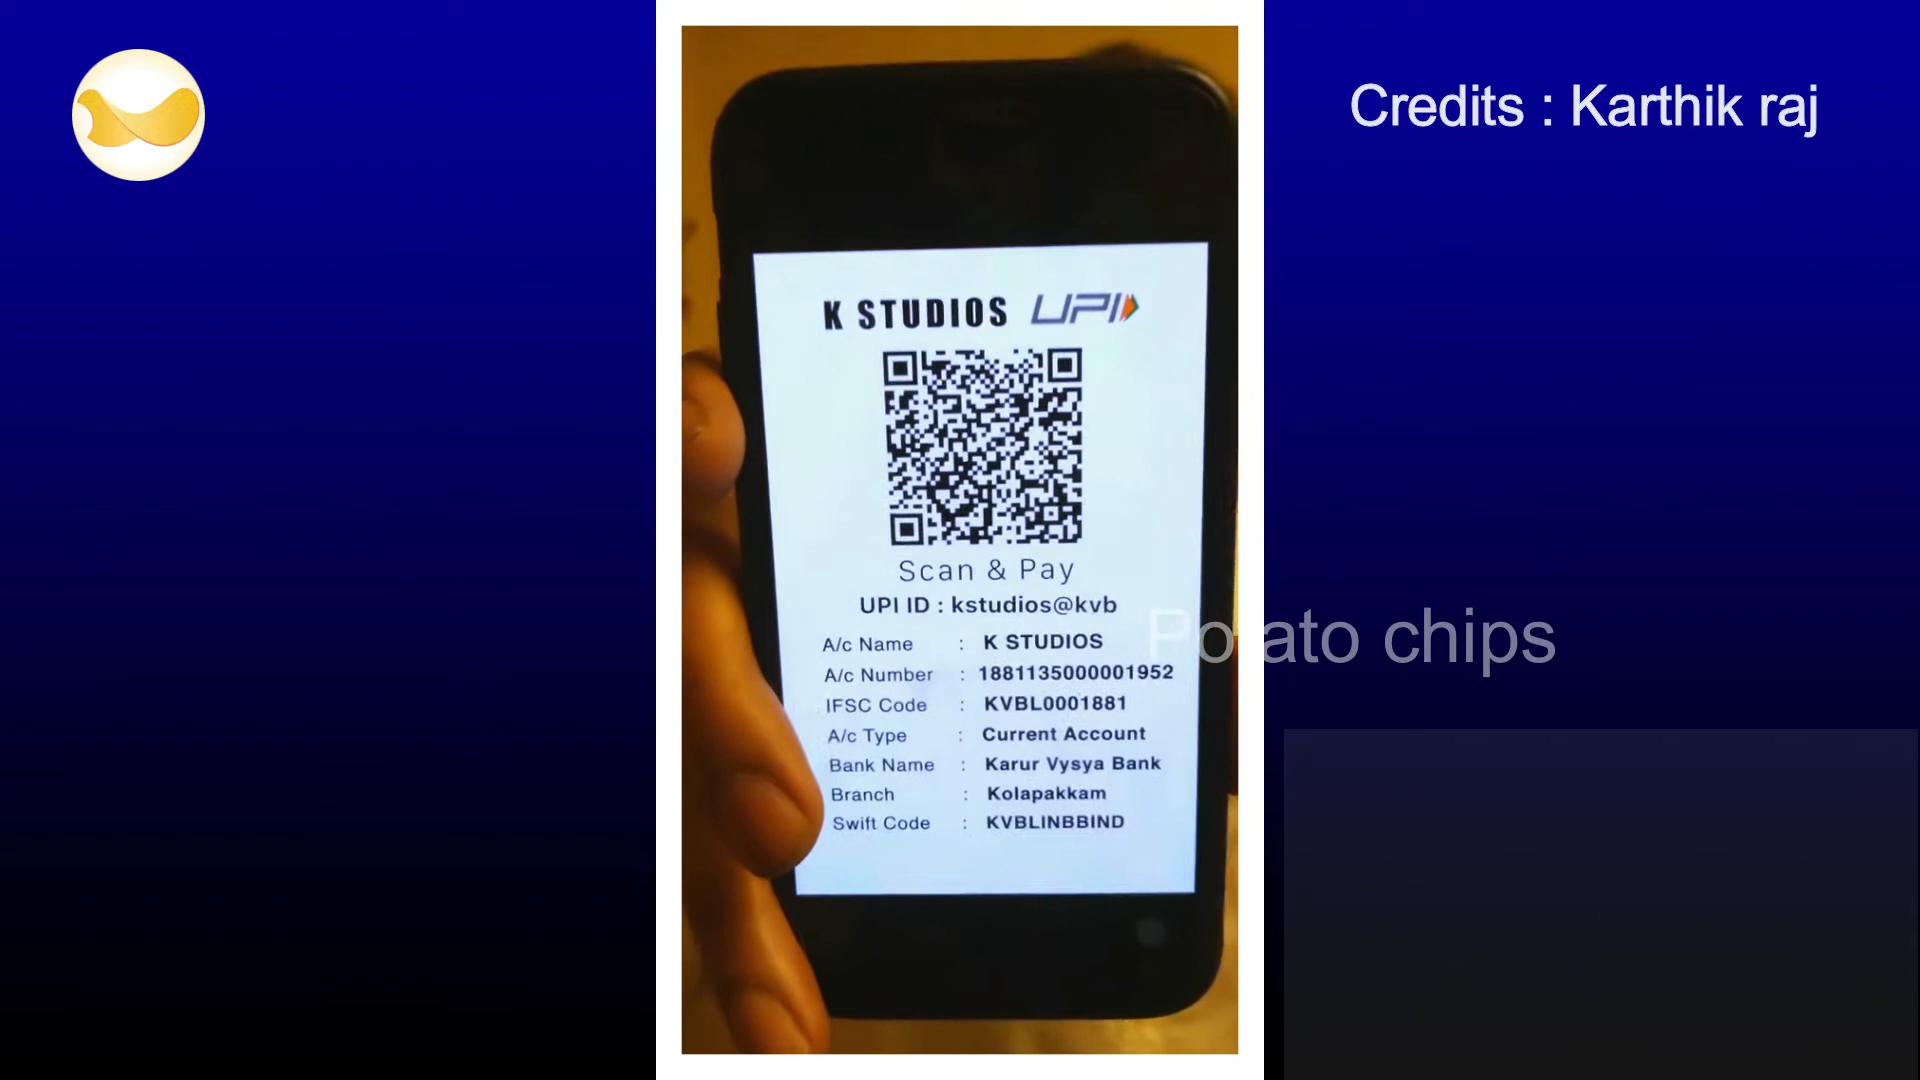 Credits : Karthik raj
K STUDIOS UPI
Scan & Pay
UPI ID : kstudios@kvb
A/c Name : K STUDIOS
A/c Number : 1881135000001952
IFSC Code : KVBL0001881
A/c Type : Current Account
Bank Name : Karur Vysya Bank
Branch : Kolapakkam
Swift Code : KVBLINBBIND
Potato chips